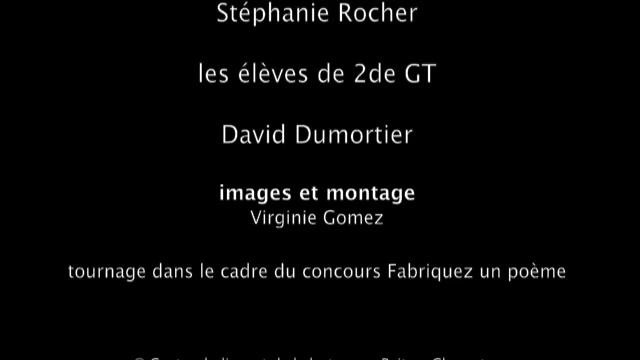 Stéphanie Rocher
les élèves de 2de GT
David Dumortier
images et montage
Virginie Gomez
tournage dans le cadre du concours Fabriquez un poème